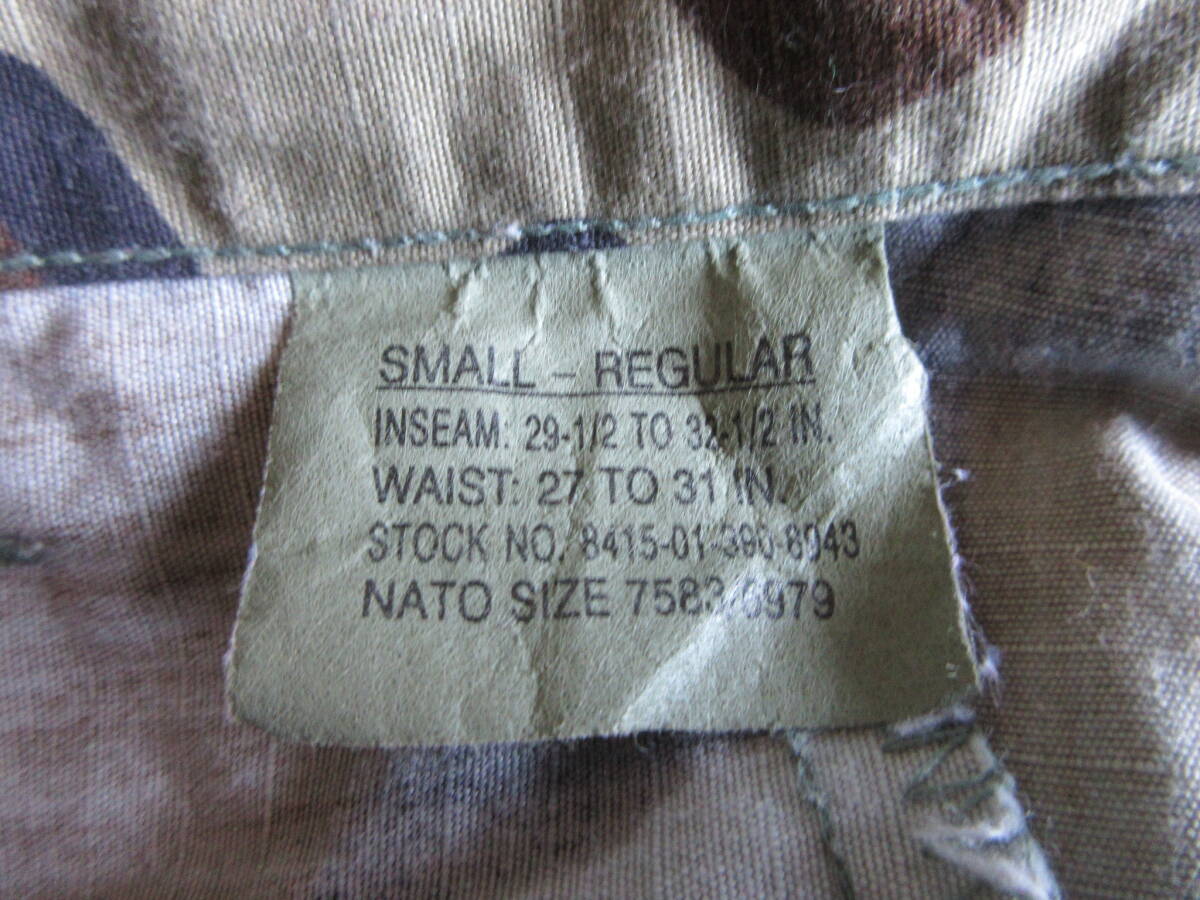 SMALL - REGULAR
INSEAM: 29-1/2 TO 32-1/2 IN.
WAIST: 27 TO 31 IN.
STOCK NO. 8415-01-390-8943
NATO SIZE 7583/6979